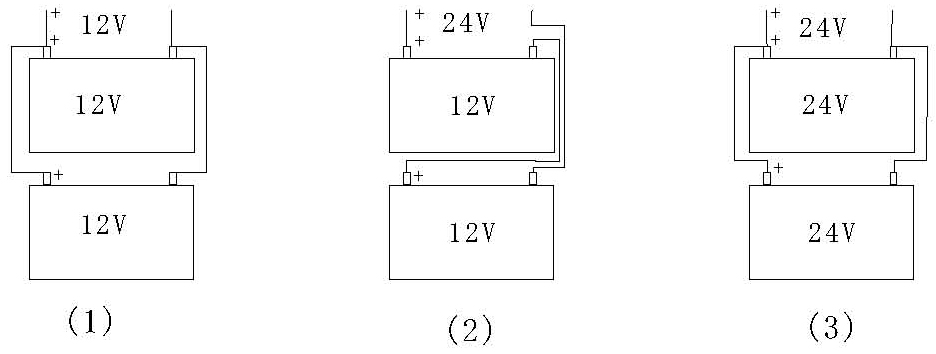 + 12V
+
12V
+
12V
(1)
+ 24V
+
12V
+
12V
(2)
+ 24V
+
24V
+
24V
(3)